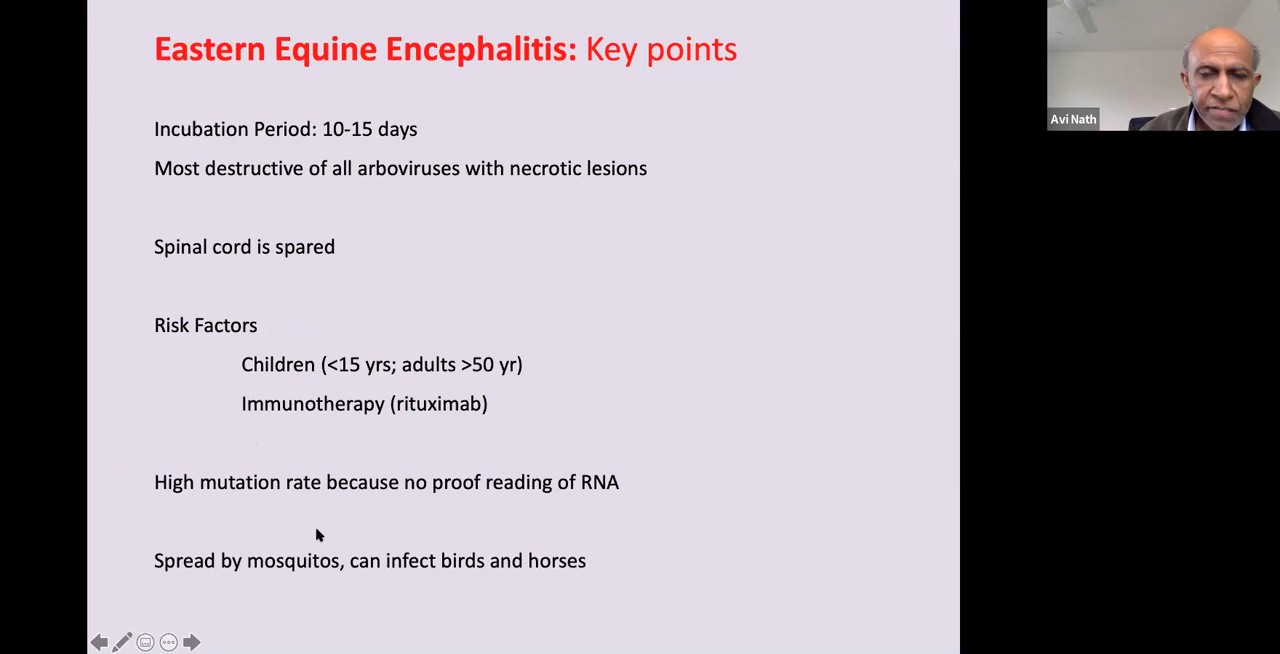 Eastern Equine Encephalitis: Key points
Incubation Period: 10-15 days
Most destructive of all arboviruses with necrotic lesions
Spinal cord is spared
Risk Factors
Children (<15 yrs; adults >50 yr)
Immunotherapy (rituximab)
High mutation rate because no proof reading of RNA
Spread by mosquitos, can infect birds and horses
Avi Nath